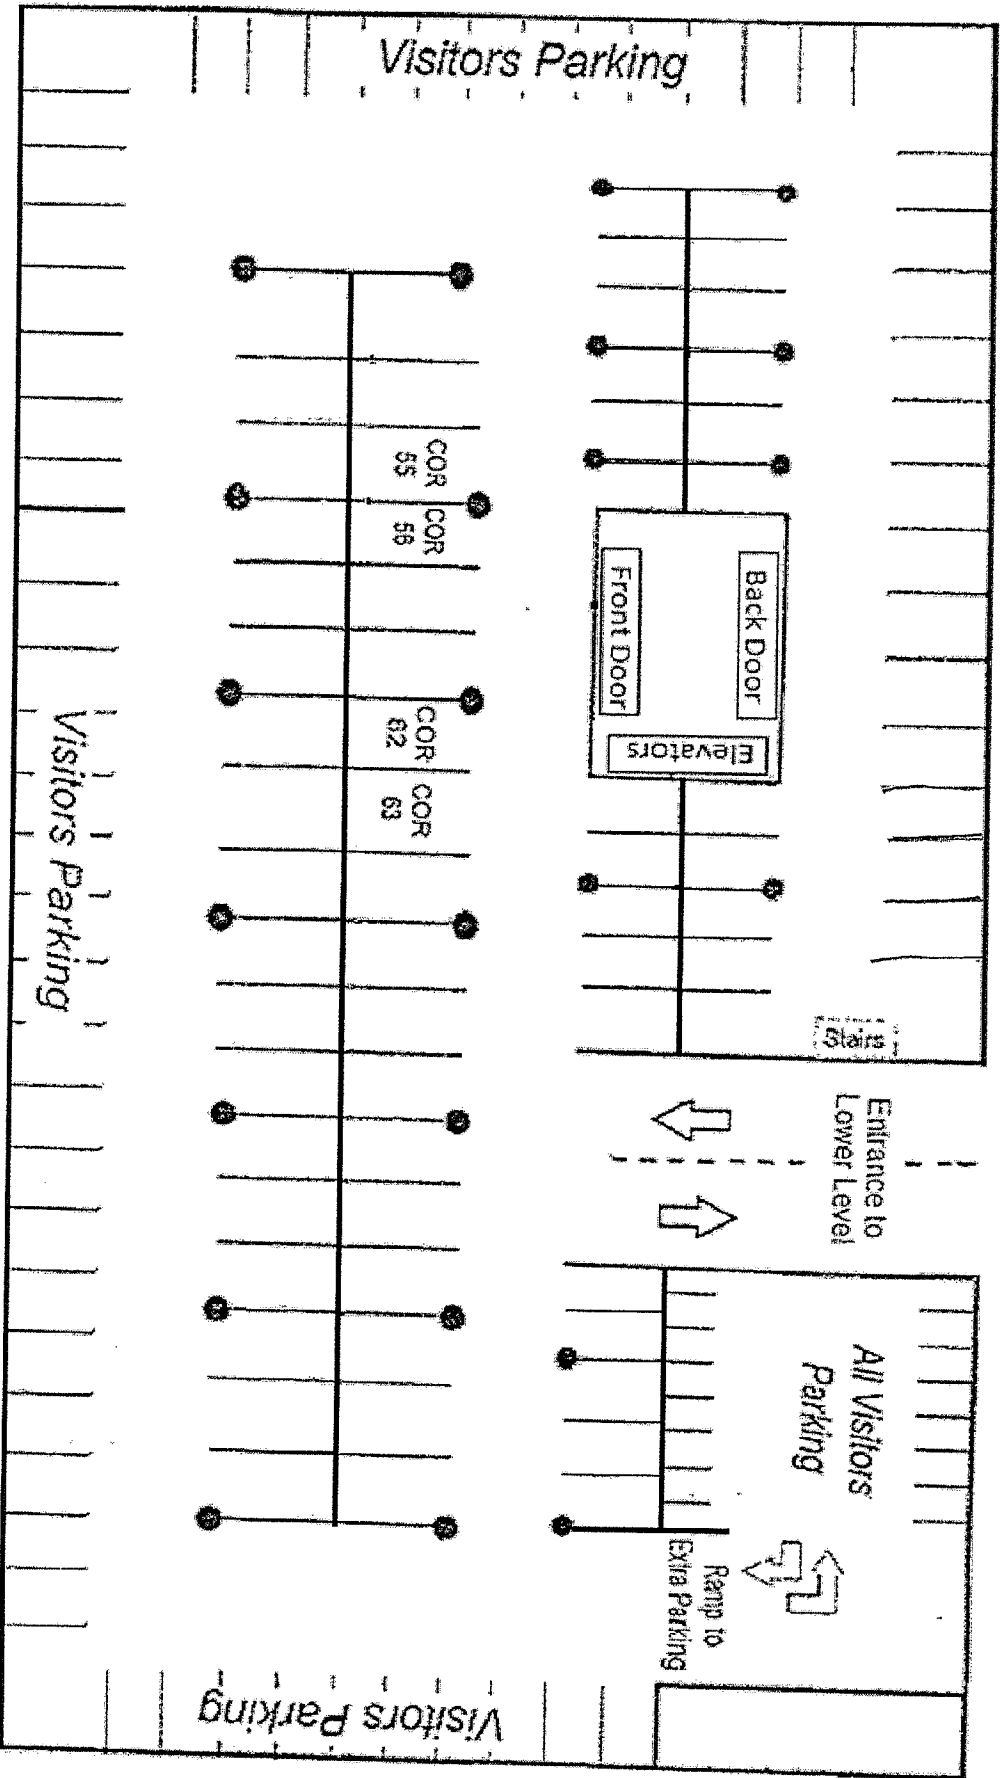 Visitors Parking
COR
55
COR
56
COR
62
COR
63
Front Door
Back Door
Elevators
Visitors Parking
Stairs
Entrance to
Lower Level
All Visitors
Parking
Ramp to
Extra Parking
Visitors Parking